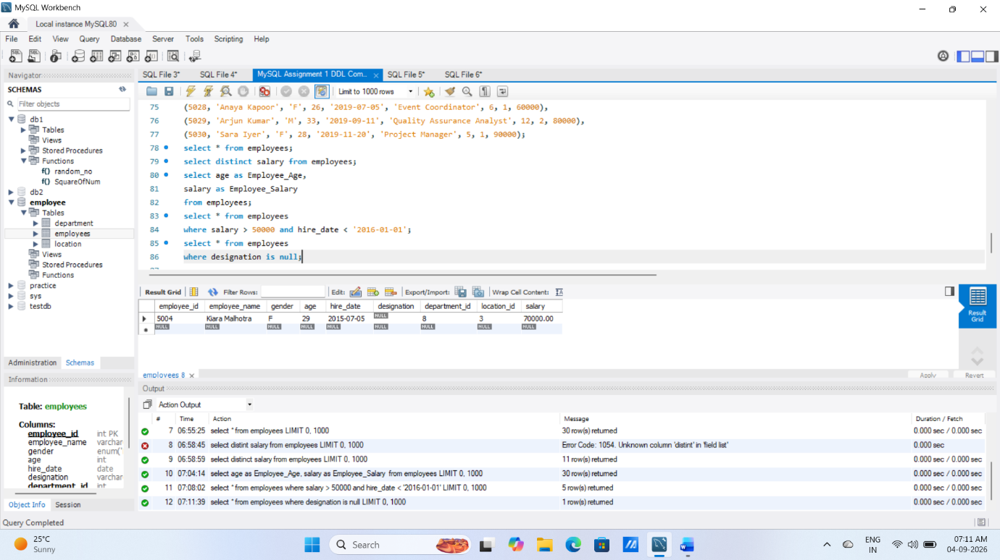 MySQL Workbench
Local instance MySQL80
File Edit View Query Database Server Tools Scripting Help
Navigator
SCHEMAS
Filter objects
db1
Tables
Views
Stored Procedures
Functions
f() random_no
f() SquareOfNum
db2
employee
Tables
department
employees
location
Views
Stored Procedures
Functions
practice
sys
testdb
Administration Schemas
Information
Table: employees
Columns:
employee_id int PK
employee_name varchar
gender enum('
age int
hire_date date
designation varchar
department_id int
Object Info Session
Query Completed
SQL File 3* SQL File 4* MySQL Assignment 1 DDL Com... SQL File 5* SQL File 6*
Limit to 1000 rows
75 (5028, 'Anaya Kapoor', 'F', 26, '2019-07-05', 'Event Coordinator', 6, 1, 60000),
76 (5029, 'Arjun Kumar', 'M', 33, '2019-09-11', 'Quality Assurance Analyst', 12, 2, 80000),
77 (5030, 'Sara Iyer', 'F', 28, '2019-11-20', 'Project Manager', 5, 1, 90000);
78 select * from employees;
79 select distinct salary from employees;
80 select age as Employee_Age,
81 salary as Employee_Salary
82 from employees;
83 select * from employees
84 where salary > 50000 and hire_date < '2016-01-01';
85 select * from employees
86 where designation is null;
Result Grid Filter Rows: Edit: Export/Import: Wrap Cell Content:
employee_id employee_name gender age hire_date designation department_id location_id salary
5004 Kiara Malhotra F 29 2015-07-05 NULL 8 3 70000.00
NULL NULL NULL NULL NULL NULL NULL NULL NULL
Result
Grid
employees 8 Apply Revert
Output
Action Output
# Time Action Message Duration / Fetch
7 06:55:25 select * from employees LIMIT 0, 1000 30 row(s) returned 0.000 sec / 0.000 sec
8 06:58:45 select distint salary from employees LIMIT 0, 1000 Error Code: 1054. Unknown column 'distint' in 'field list' 0.000 sec
9 06:58:59 select distinct salary from employees LIMIT 0, 1000 11 row(s) returned 0.000 sec / 0.000 sec
10 07:04:14 select age as Employee_Age, salary as Employee_Salary from employees LIMIT 0, 1000 30 row(s) returned 0.000 sec / 0.000 sec
11 07:08:02 select * from employees where salary > 50000 and hire_date < '2016-01-01' LIMIT 0, 1000 5 row(s) returned 0.000 sec / 0.000 sec
12 07:11:39 select * from employees where designation is null LIMIT 0, 1000 1 row(s) returned 0.000 sec / 0.000 sec
25°C
Sunny
Search
ENG
IN
07:11 AM
04-09-2026